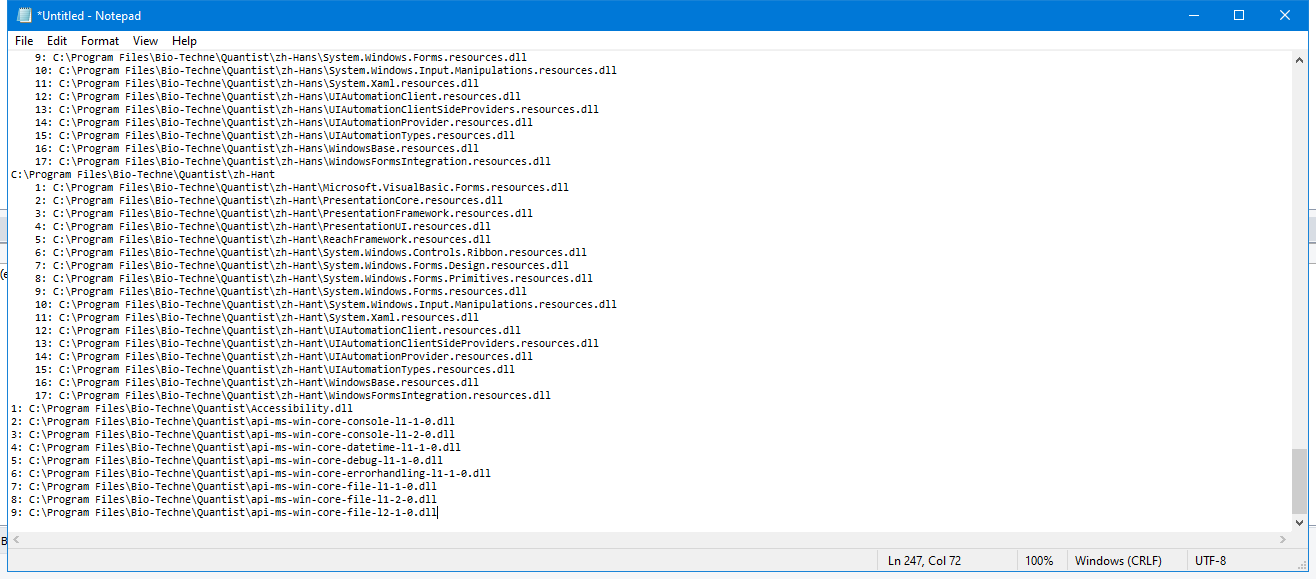 *Untitled - Notepad
File Edit Format View Help
9: C:\Program Files\Bio-Techne\Quantist\zh-Hans\System.Windows.Forms.resources.dll
10: C:\Program Files\Bio-Techne\Quantist\zh-Hans\System.Windows.Input.Manipulations.resources.dll
11: C:\Program Files\Bio-Techne\Quantist\zh-Hans\System.Xaml.resources.dll
12: C:\Program Files\Bio-Techne\Quantist\zh-Hans\UIAutomationClient.resources.dll
13: C:\Program Files\Bio-Techne\Quantist\zh-Hans\UIAutomationClientSideProviders.resources.dll
14: C:\Program Files\Bio-Techne\Quantist\zh-Hans\UIAutomationProvider.resources.dll
15: C:\Program Files\Bio-Techne\Quantist\zh-Hans\UIAutomationTypes.resources.dll
16: C:\Program Files\Bio-Techne\Quantist\zh-Hans\WindowsBase.resources.dll
17: C:\Program Files\Bio-Techne\Quantist\zh-Hans\WindowsFormsIntegration.resources.dll
C:\Program Files\Bio-Techne\Quantist\zh-Hant
1: C:\Program Files\Bio-Techne\Quantist\zh-Hant\Microsoft.VisualBasic.Forms.resources.dll
2: C:\Program Files\Bio-Techne\Quantist\zh-Hant\PresentationCore.resources.dll
3: C:\Program Files\Bio-Techne\Quantist\zh-Hant\PresentationFramework.resources.dll
4: C:\Program Files\Bio-Techne\Quantist\zh-Hant\PresentationUI.resources.dll
5: C:\Program Files\Bio-Techne\Quantist\zh-Hant\ReachFramework.resources.dll
6: C:\Program Files\Bio-Techne\Quantist\zh-Hant\System.Windows.Controls.Ribbon.resources.dll
7: C:\Program Files\Bio-Techne\Quantist\zh-Hant\System.Windows.Forms.Design.resources.dll
8: C:\Program Files\Bio-Techne\Quantist\zh-Hant\System.Windows.Forms.Primitives.resources.dll
9: C:\Program Files\Bio-Techne\Quantist\zh-Hant\System.Windows.Forms.resources.dll
10: C:\Program Files\Bio-Techne\Quantist\zh-Hant\System.Windows.Input.Manipulations.resources.dll
11: C:\Program Files\Bio-Techne\Quantist\zh-Hant\System.Xaml.resources.dll
12: C:\Program Files\Bio-Techne\Quantist\zh-Hant\UIAutomationClient.resources.dll
13: C:\Program Files\Bio-Techne\Quantist\zh-Hant\UIAutomationClientSideProviders.resources.dll
14: C:\Program Files\Bio-Techne\Quantist\zh-Hant\UIAutomationProvider.resources.dll
15: C:\Program Files\Bio-Techne\Quantist\zh-Hant\UIAutomationTypes.resources.dll
16: C:\Program Files\Bio-Techne\Quantist\zh-Hant\WindowsBase.resources.dll
17: C:\Program Files\Bio-Techne\Quantist\zh-Hant\WindowsFormsIntegration.resources.dll
1: C:\Program Files\Bio-Techne\Quantist\Accessibility.dll
2: C:\Program Files\Bio-Techne\Quantist\api-ms-win-core-console-l1-1-0.dll
3: C:\Program Files\Bio-Techne\Quantist\api-ms-win-core-console-l1-2-0.dll
4: C:\Program Files\Bio-Techne\Quantist\api-ms-win-core-datetime-l1-1-0.dll
5: C:\Program Files\Bio-Techne\Quantist\api-ms-win-core-debug-l1-1-0.dll
6: C:\Program Files\Bio-Techne\Quantist\api-ms-win-core-errorhandling-l1-1-0.dll
7: C:\Program Files\Bio-Techne\Quantist\api-ms-win-core-file-l1-1-0.dll
8: C:\Program Files\Bio-Techne\Quantist\api-ms-win-core-file-l1-2-0.dll
9: C:\Program Files\Bio-Techne\Quantist\api-ms-win-core-file-l2-1-0.dll
Ln 247, Col 72 100% Windows (CRLF) UTF-8